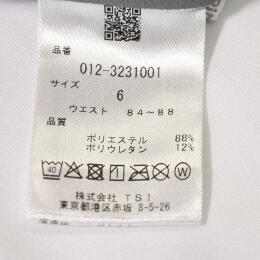 品番
012-3231001
サイズ
6
ウエスト 84~88
品質
ポリエステル 88%
ポリウレタン 12%
40
W
株式会社 TSI
東京都港区赤坂 8-5-26